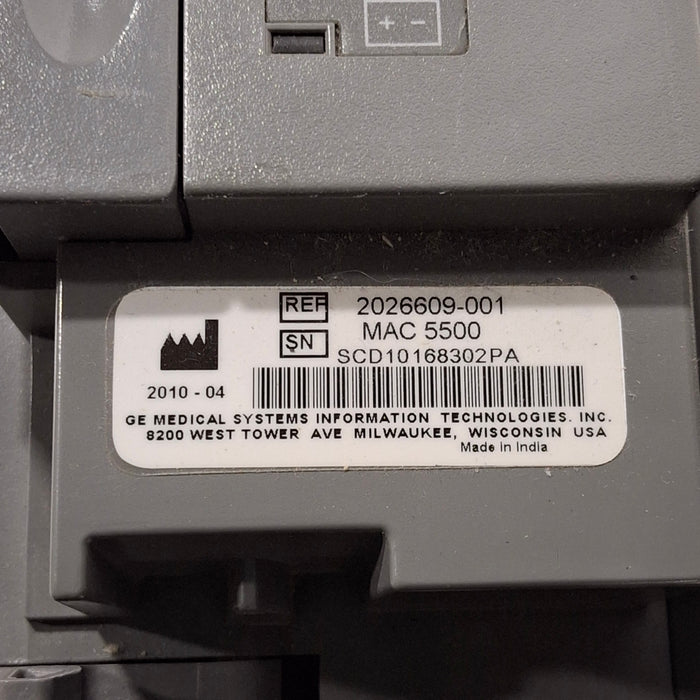 REF 2026609-001
MAC 5500
SN SCD10168302PA
2010 - 04
GE MEDICAL SYSTEMS INFORMATION TECHNOLOGIES. INC.
8200 WEST TOWER AVE MILWAUKEE, WISCONSIN USA
Made in India